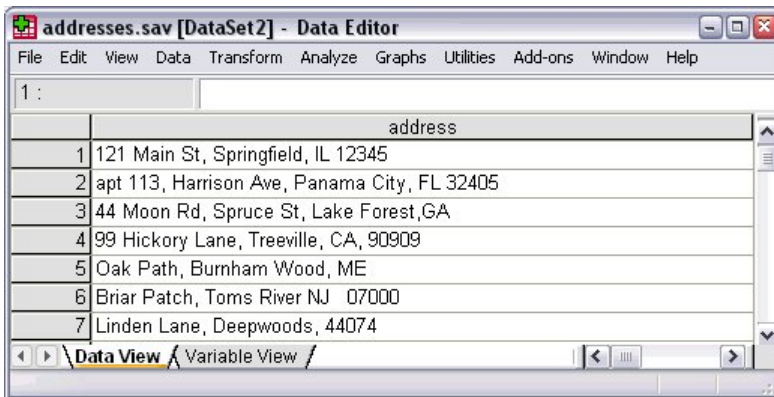 addresses.sav [DataSet2] - Data Editor
File Edit View Data Transform Analyze Graphs Utilities Add-ons Window Help
1 :
address
1 121 Main St, Springfield, IL 12345
2 apt 113, Harrison Ave, Panama City, FL 32405
3 44 Moon Rd, Spruce St, Lake Forest,GA
4 99 Hickory Lane, Treeville, CA, 90909
5 Oak Path, Burnham Wood, ME
6 Briar Patch, Toms River NJ   07000
7 Linden Lane, Deepwoods, 44074
Data View Variable View